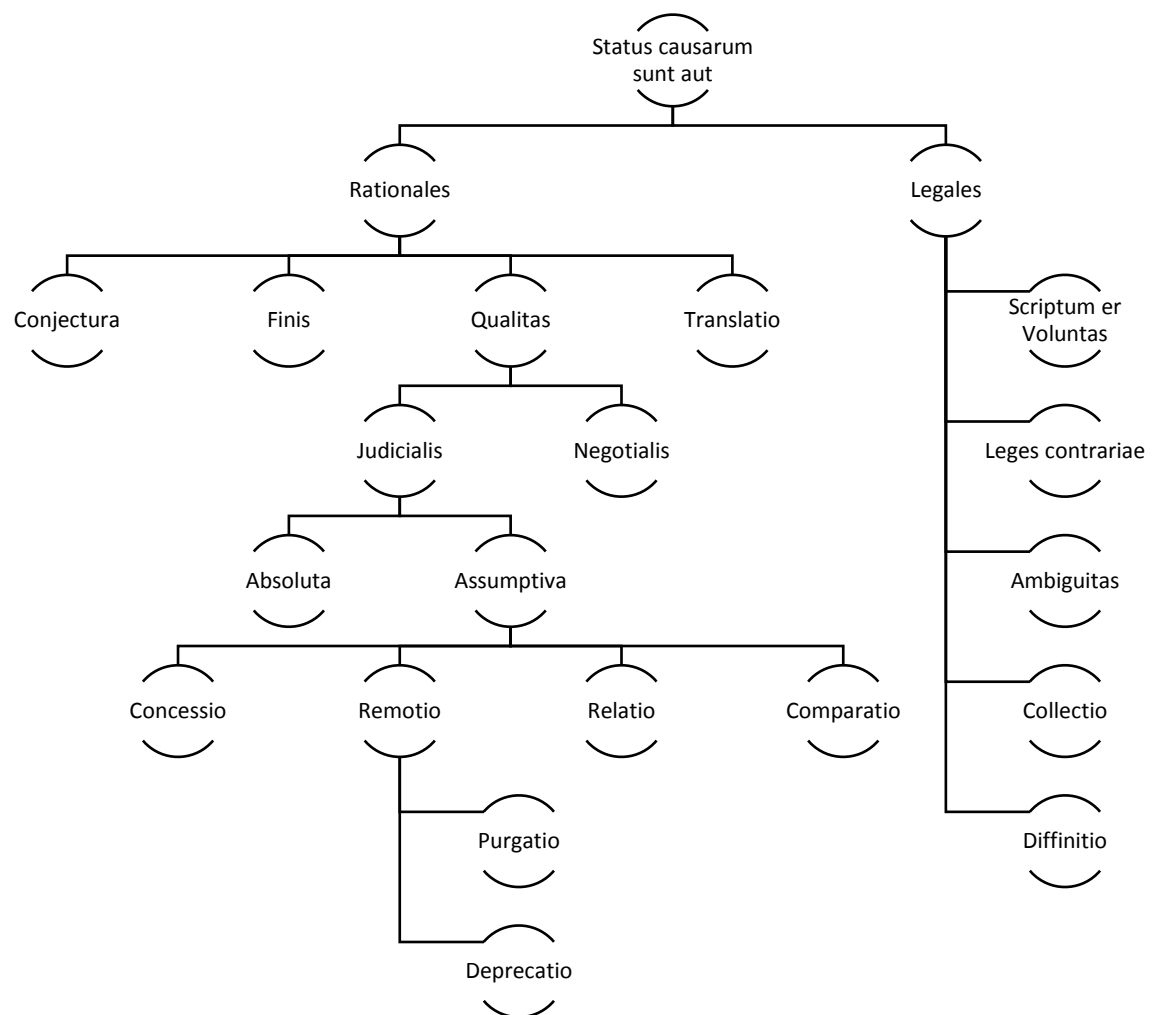 Status causarum
sunt aut
Rationales
Legales
Conjectura
Finis
Qualitas
Translatio
Scriptum er
Voluntas
Judicialis
Negotialis
Leges contrariae
Absoluta
Assumptiva
Ambiguitas
Concessio
Remotio
Relatio
Comparatio
Collectio
Purgatio
Diffinitio
Deprecatio